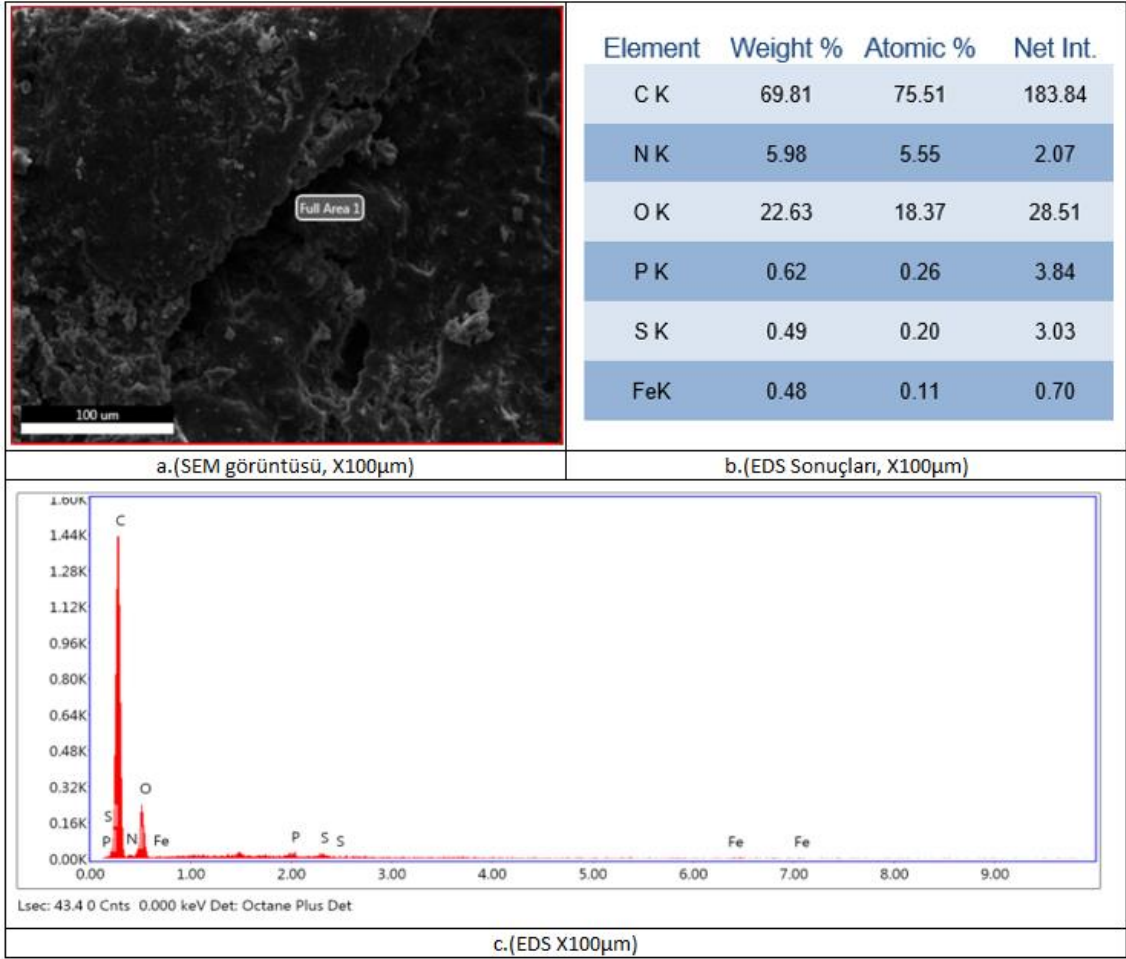 Full Area 1
100 um
Element Weight % Atomic % Net Int.
C K 69.81 75.51 183.84
N K 5.98 5.55 2.07
O K 22.63 18.37 28.51
P K 0.62 0.26 3.84
S K 0.49 0.20 3.03
FeK 0.48 0.11 0.70
a.(SEM görüntüsü, X100µm)
b.(EDS Sonuçları, X100µm)
1.60K
C
1.44K
1.28K
1.12K
0.96K
0.80K
0.64K
0.48K
0.32K
O
0.16K
S
P N Fe P S S Fe Fe
0.00K
0.00 1.00 2.00 3.00 4.00 5.00 6.00 7.00 8.00 9.00
Lsec: 43.4 0 Cnts 0.000 keV Det: Octane Plus Det
c.(EDS X100µm)